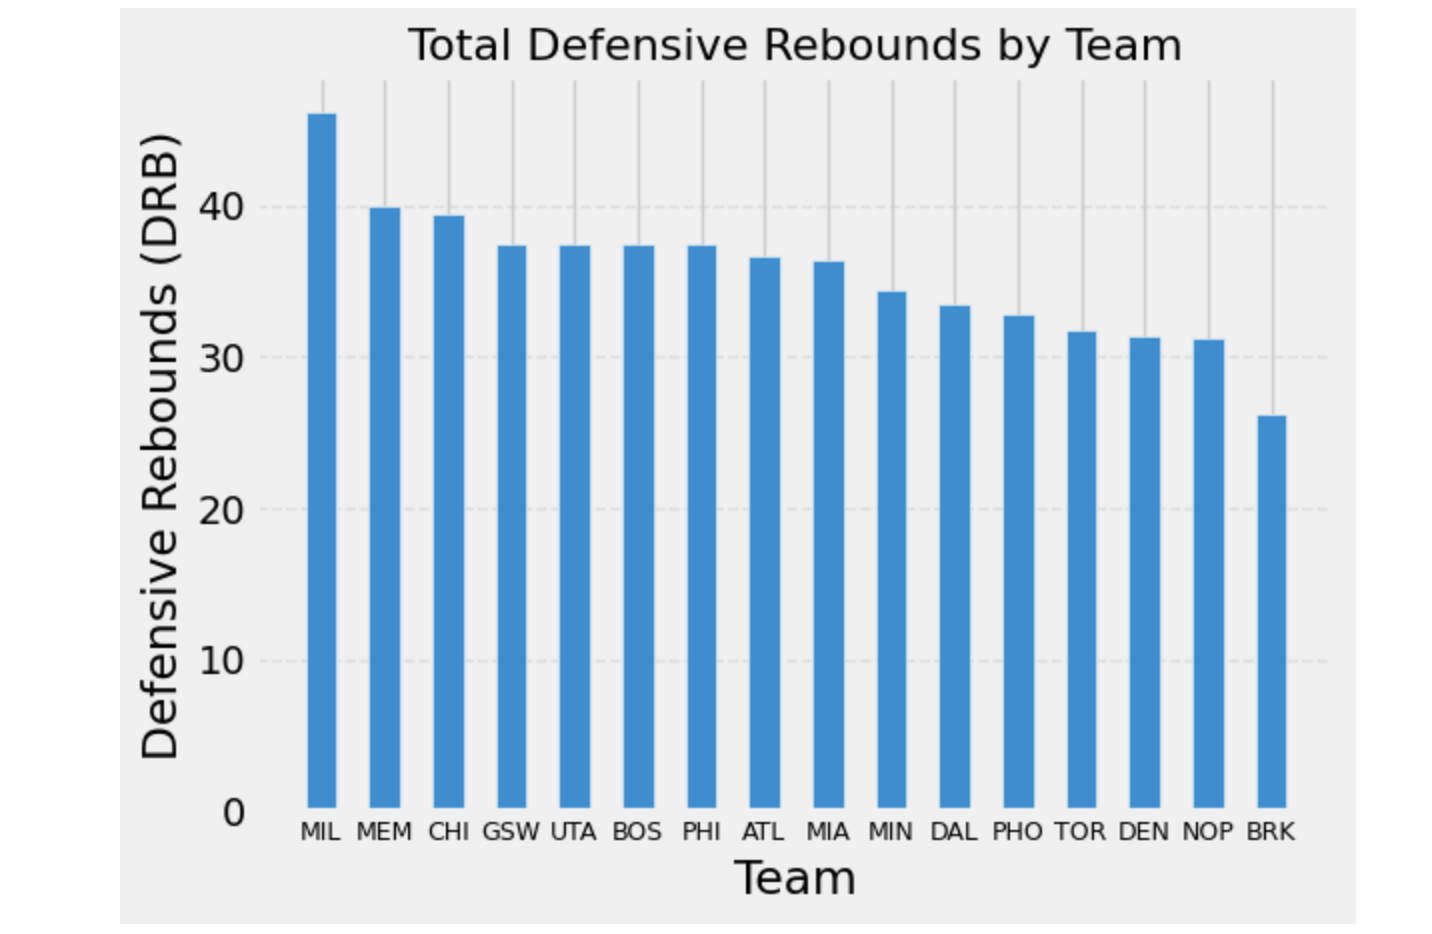 Total Defensive Rebounds by Team
Defensive Rebounds (DRB)
40
30
20
10
0
MIL MEM CHI GSW UTA BOS PHI ATL MIA MIN DAL PHO TOR DEN NOP BRK
Team